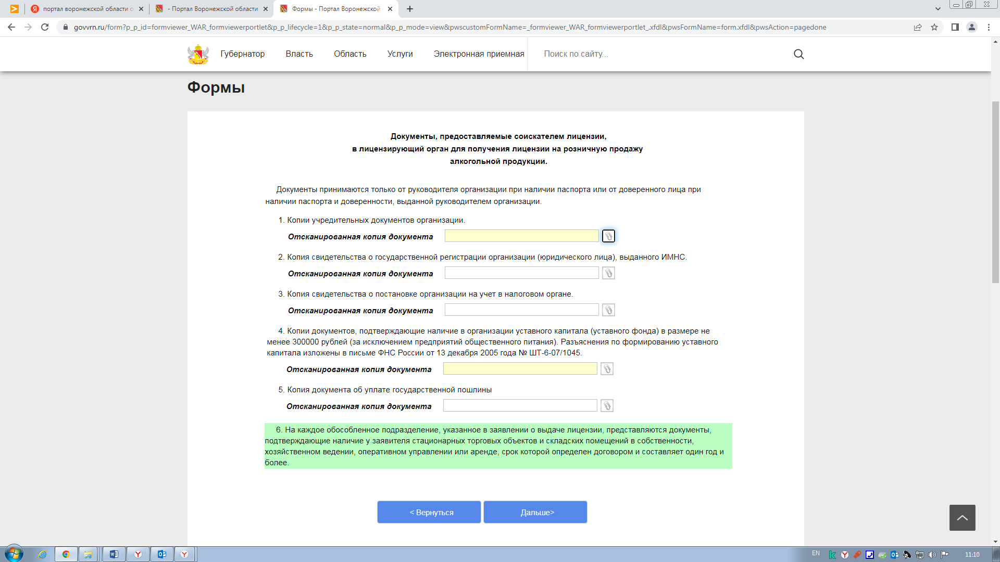 портал воронежской области о
- Портал Воронежской области
Формы - Портал Воронежской
govvrn.ru/form?p_p_id=formviewer_WAR_formviewerportlet&p_p_lifecycle=1&p_p_state=normal&p_p_mode=view&pwscustomFormName=_formviewer_WAR_formviewerportlet_.xfdl&pwsFormName=form.xfdl&pwsAction=pagedone
Губернатор Власть Область Услуги Электронная приемная Поиск по сайту...
Формы
Документы, предоставляемые соискателем лицензии,
в лицензирующий орган для получения лицензии на розничную продажу
алкогольной продукции.
Документы принимаются только от руководителя организации при наличии паспорта или от доверенного лица при
наличии паспорта и доверенности, выданной руководителем организации.
1. Копии учредительных документов организации.
Отсканированная копия документа
2. Копия свидетельства о государственной регистрации организации (юридического лица), выданного ИМНС.
Отсканированная копия документа
3. Копия свидетельства о постановке организации на учет в налоговом органе.
Отсканированная копия документа
4. Копии документов, подтверждающие наличие в организации уставного капитала (уставного фонда) в размере не
менее 300000 рублей (за исключением предприятий общественного питания). Разъяснения по формированию уставного
капитала изложены в письме ФНС России от 13 декабря 2005 года № ШТ-6-07/1045.
Отсканированная копия документа
5. Копия документа об уплате государственной пошлины
Отсканированная копия документа
6. На каждое обособленное подразделение, указанное в заявлении о выдаче лицензии, представляются документы,
подтверждающие наличие у заявителя стационарных торговых объектов и складских помещений в собственности,
хозяйственном ведении, оперативном управлении или аренде, срок которой определен договором и составляет один год и
более.
< Вернуться Дальше>
EN 11:10